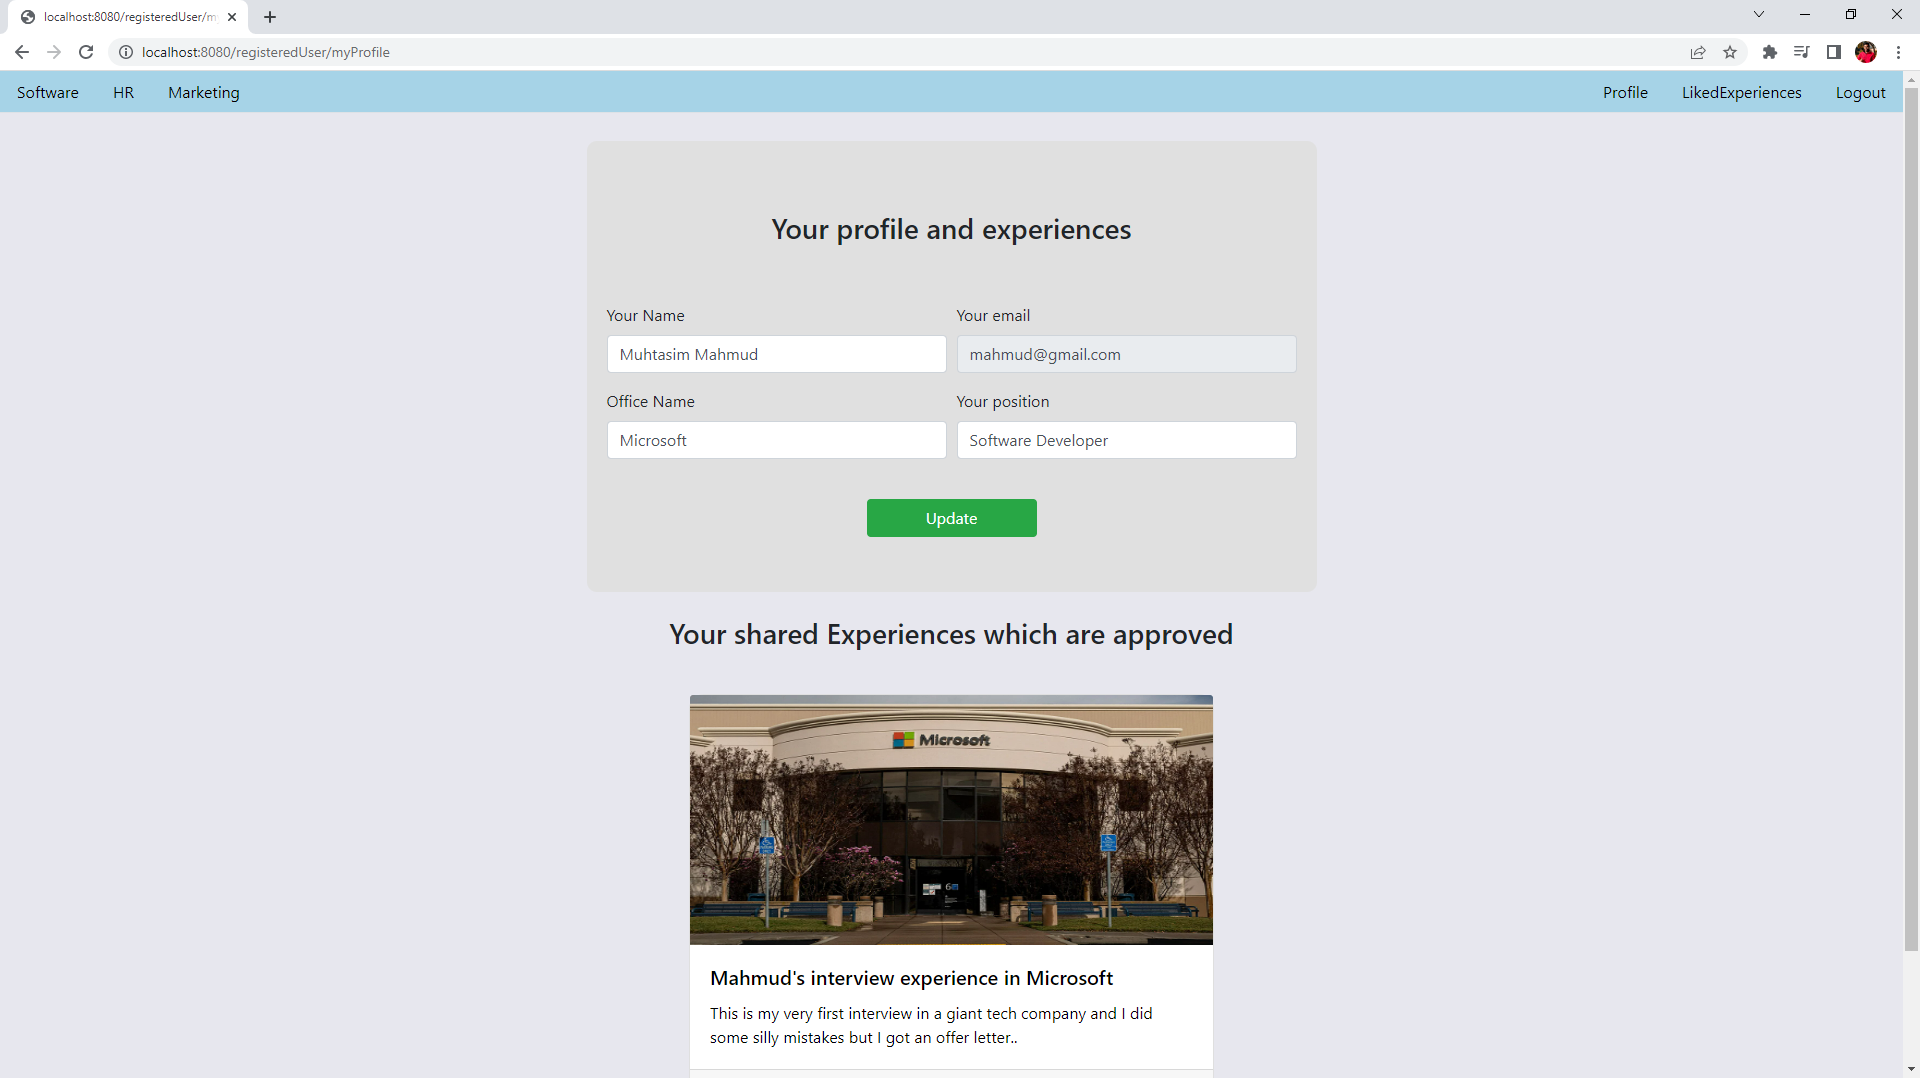 localhost:8080/registeredUser/m
localhost:8080/registeredUser/myProfile
Software HR Marketing Profile LikedExperiences Logout
Your profile and experiences
Your Name Your email
Muhtasim Mahmud mahmud@gmail.com
Office Name Your position
Microsoft Software Developer
Update
Your shared Experiences which are approved
Microsoft
Mahmud's interview experience in Microsoft
This is my very first interview in a giant tech company and I did
some silly mistakes but I got an offer letter..